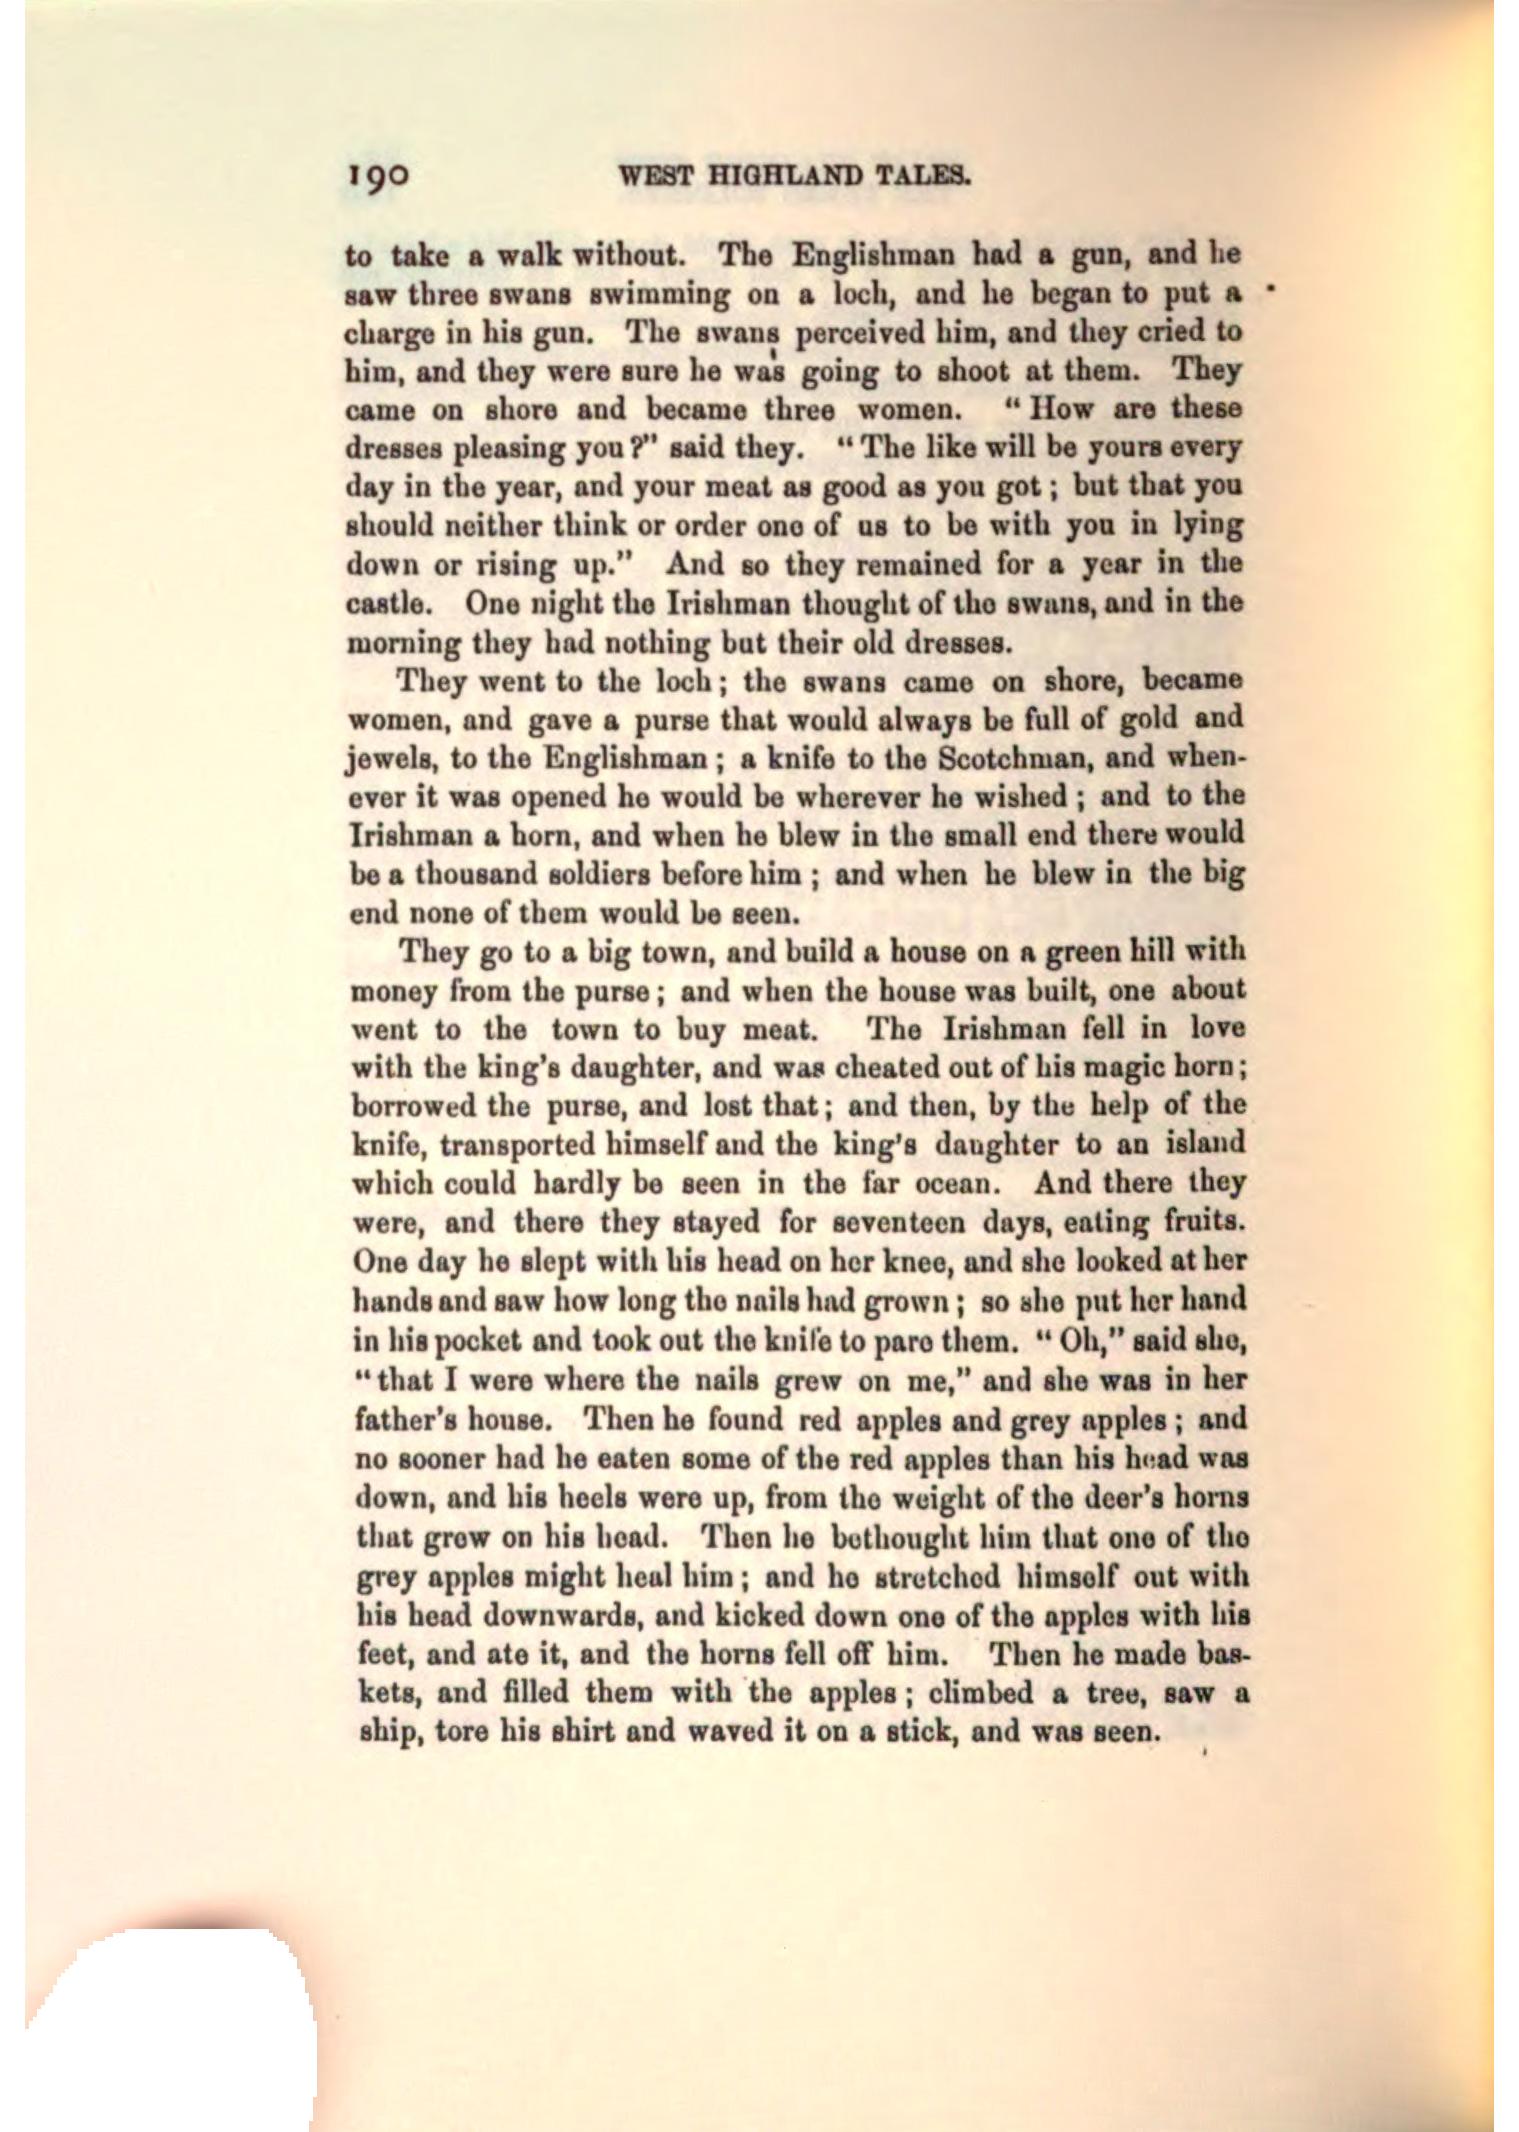 190 WEST HIGHLAND TALES.
to take a walk without. The Englishman had a gun, and he
saw three swans swimming on a loch, and he began to put a
charge in his gun. The swans perceived him, and they cried to
him, and they were sure he was going to shoot at them. They
came on shore and became three women. "How are these
dresses pleasing you?" said they. "The like will be yours every
day in the year, and your meat as good as you got; but that you
should neither think or order one of us to be with you in lying
down or rising up." And so they remained for a year in the
castle. One night the Irishman thought of the swans, and in the
morning they had nothing but their old dresses.
They went to the loch; the swans came on shore, became
women, and gave a purse that would always be full of gold and
jewels, to the Englishman; a knife to the Scotchman, and when-
ever it was opened he would be wherever he wished; and to the
Irishman a horn, and when he blew in the small end there would
be a thousand soldiers before him; and when he blew in the big
end none of them would be seen.
They go to a big town, and build a house on a green hill with
money from the purse; and when the house was built, one about
went to the town to buy meat. The Irishman fell in love
with the king's daughter, and was cheated out of his magic horn;
borrowed the purse, and lost that; and then, by the help of the
knife, transported himself and the king's daughter to an island
which could hardly be seen in the far ocean. And there they
were, and there they stayed for seventeen days, eating fruits.
One day he slept with his head on her knee, and she looked at her
hands and saw how long the nails had grown; so she put her hand
in his pocket and took out the knife to pare them. "Oh," said she,
"that I were where the nails grew on me," and she was in her
father's house. Then he found red apples and grey apples; and
no sooner had he eaten some of the red apples than his head was
down, and his heels were up, from the weight of the deer's horns
that grew on his head. Then he bethought him that one of the
grey apples might heal him; and he stretched himself out with
his head downwards, and kicked down one of the apples with his
feet, and ate it, and the horns fell off him. Then he made bas-
kets, and filled them with the apples; climbed a tree, saw a
ship, tore his shirt and waved it on a stick, and was seen.